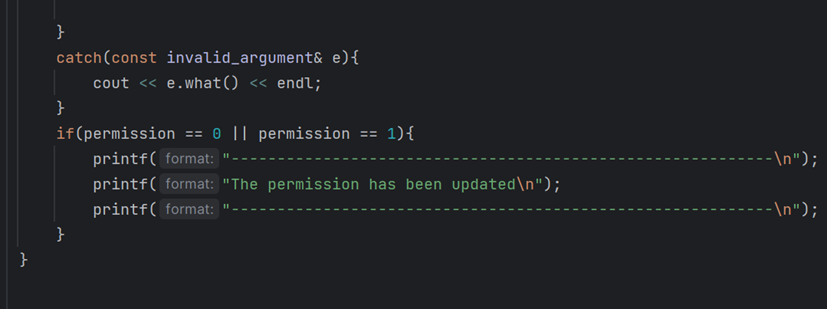 }
catch(const invalid_argument& e){
cout << e.what() << endl;
}
if(permission == 0 || permission == 1){
printf( format: "-----------------------------------------------------------\n");
printf( format: "The permission has been updated\n");
printf( format: "-----------------------------------------------------------\n");
}
}